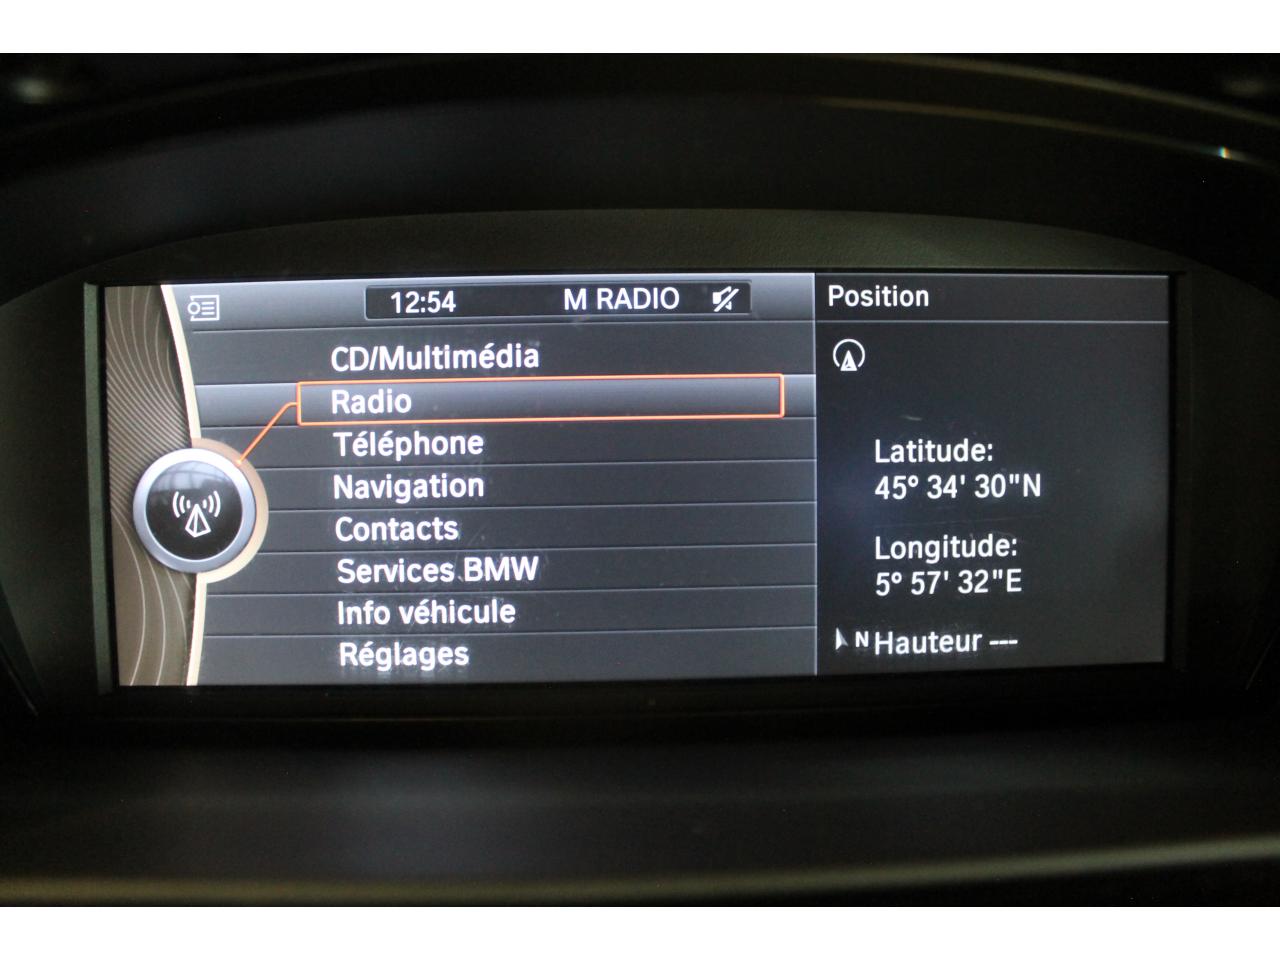 12:54 M RADIO
CD/Multimédia
Radio
Téléphone
Navigation
Contacts
Services BMW
Info véhicule
Réglages
Position
Latitude:
45° 34' 30"N
Longitude:
5° 57' 32"E
N Hauteur ---